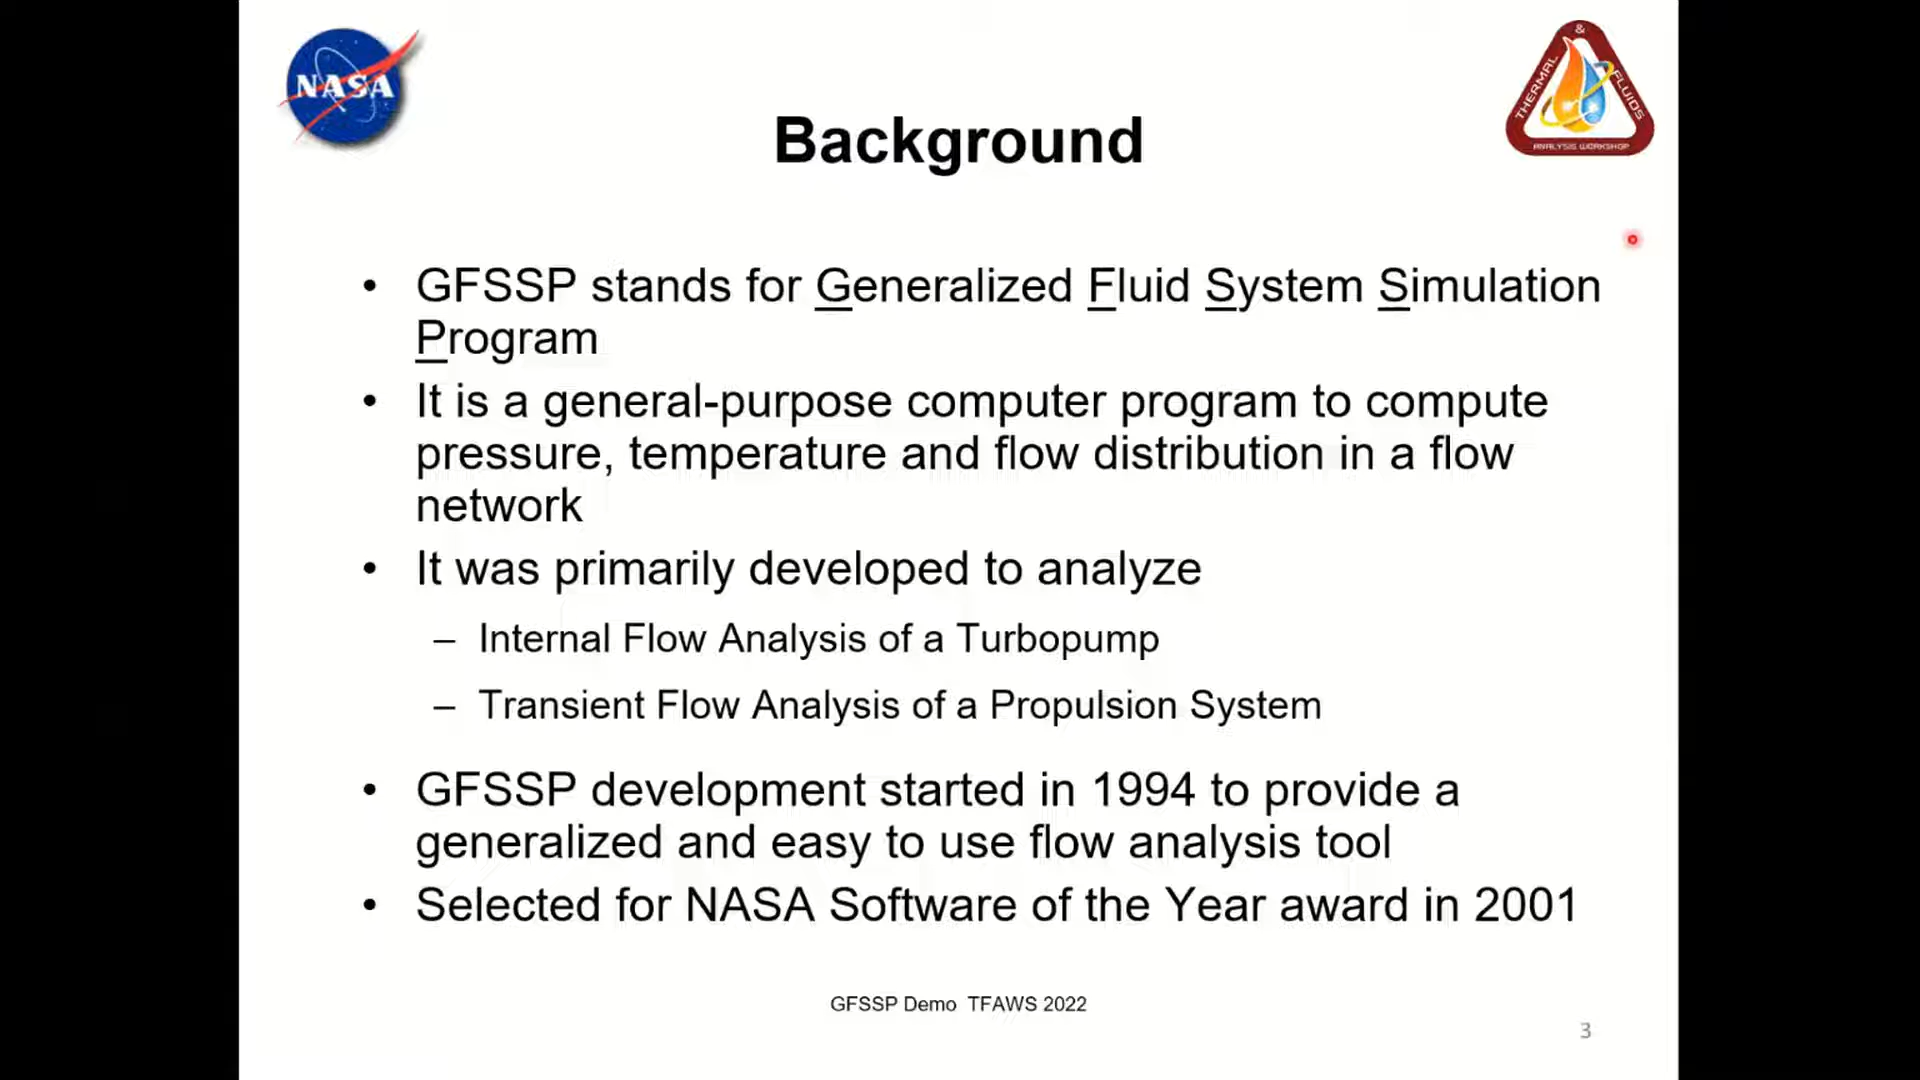 NASA
&
THERMAL
FLUIDS
ANALYSIS WORKSHOP
Background
• GFSSP stands for Generalized Fluid System Simulation
Program
• It is a general-purpose computer program to compute
pressure, temperature and flow distribution in a flow
network
• It was primarily developed to analyze
– Internal Flow Analysis of a Turbopump
– Transient Flow Analysis of a Propulsion System
• GFSSP development started in 1994 to provide a
generalized and easy to use flow analysis tool
• Selected for NASA Software of the Year award in 2001
GFSSP Demo TFAWS 2022
3